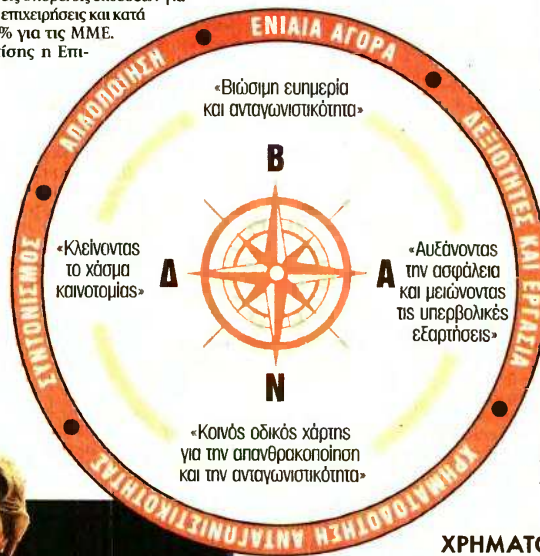 επιχειρήσεις και κατά
% για τις ΜΜΕ.
ίσης η Επι-
ΑΠΛΟΠΟΙΗΣΗ
ΕΝΙΑΙΑ ΑΓΟΡΑ
ΔΕΞΙΟΤΗΤΕΣ ΚΑΙ ΕΡΓΑΣΙΑ
ΧΡΗΜΑΤΟΔΟΤΗΣΗ ΑΝΤΑΓΩΝΙΣΤΙΚΟΤΗΤΑΣ
ΣΥΝΤΟΝΙΣΜΟΣ
«Βιώσιμη ευημερία
και ανταγωνιστικότητα»
Β
«Κλείνοντας
το χάσμα
καινοτομίας»
Δ
Α
«Αυξάνοντας
την ασφάλεια
και μειώνοντας
τις υπερβολικές
εξαρτήσεις»
Ν
«Κοινός οδικός χάρτης
για την απανθρακοποίηση
και την ανταγωνιστικότητα»
ΧΡΗΜΑΤΟ